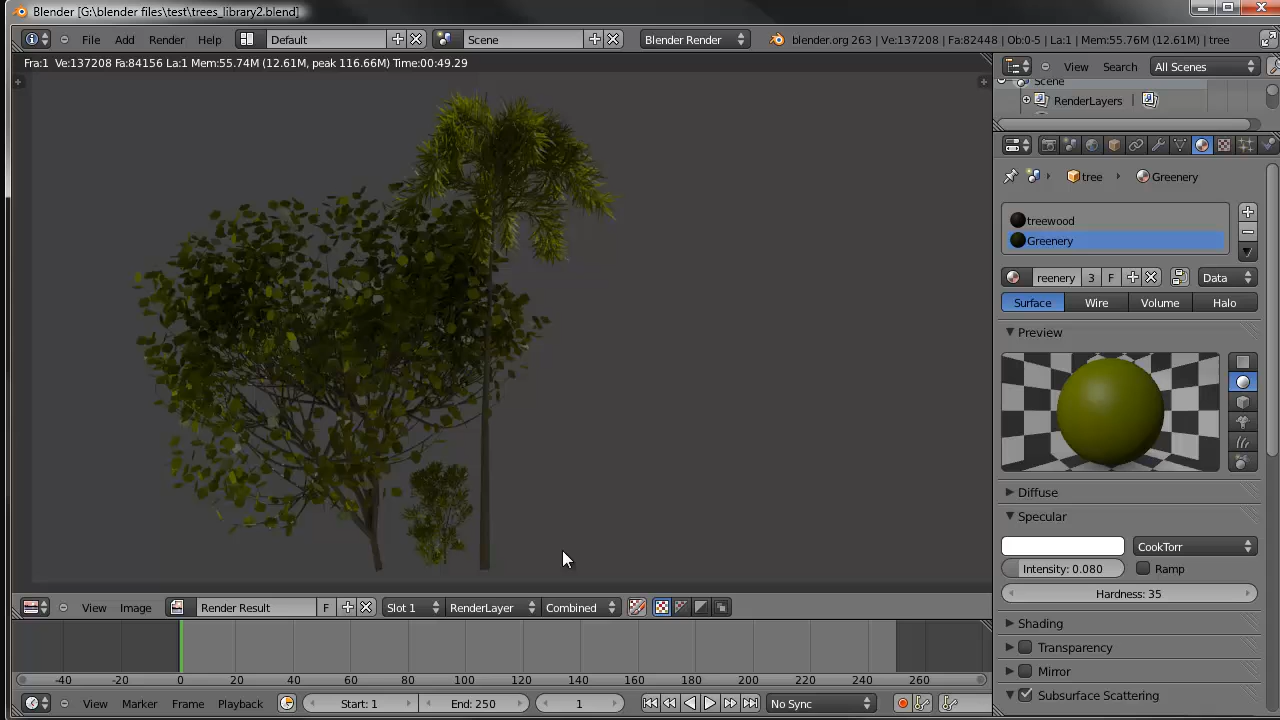 Blender [G:\blender files\test\trees_library2.blend]
File Add Render Help Default Scene Blender Render blender.org 263 | Ve:137208 | Fa:82448 | Ob:0-5 | La:1 | Mem:55.76M (12.61M) | tree
Fra:1 Ve:137208 Fa:84156 La:1 Mem:55.74M (12.61M, peak 116.66M) Time:00:49.29
View Search All Scenes
Scene
RenderLayers |
tree Greenery
treewood
Greenery
reenery 3 F Data
Surface Wire Volume Halo
Preview
Diffuse
Specular
CookTorr
Intensity: 0.080 Ramp
Hardness: 35
Shading
Transparency
Mirror
Subsurface Scattering
View Image Render Result F Slot 1 RenderLayer Combined
-40 -20 0 20 40 60 80 100 120 140 160 180 200 220 240 260
View Marker Frame Playback Start: 1 End: 250 1 No Sync